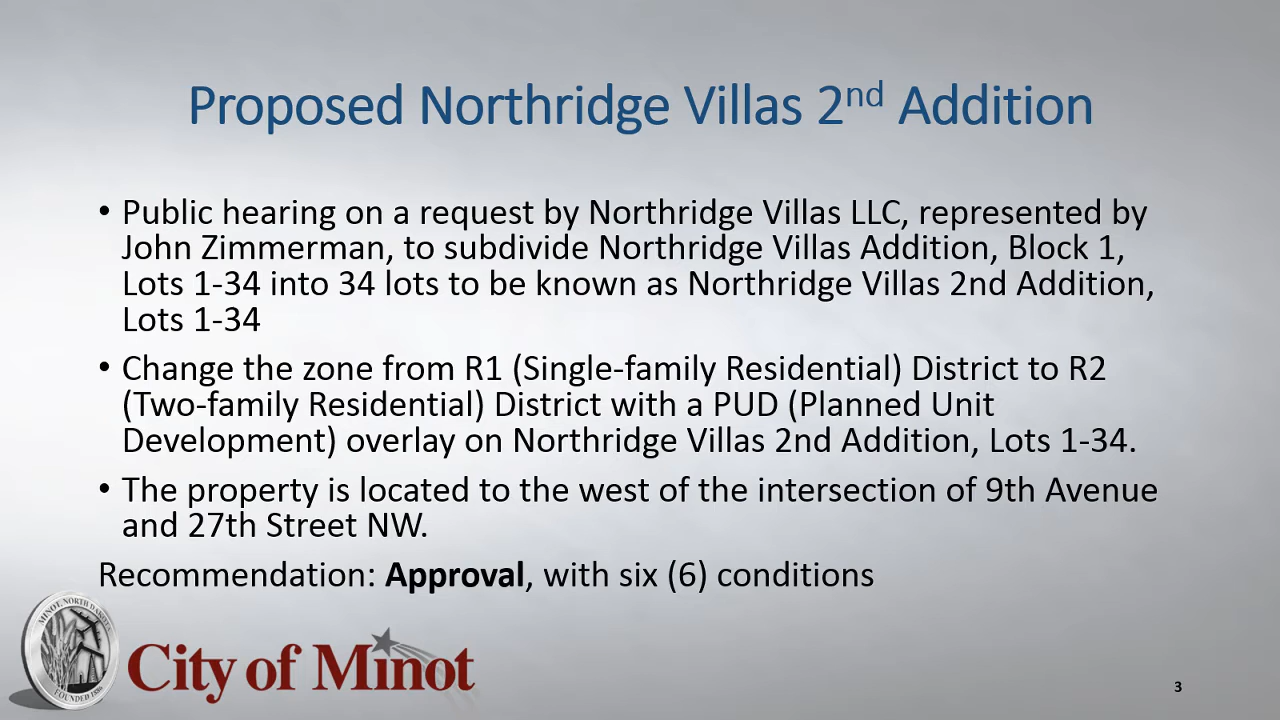 Proposed Northridge Villas 2nd Addition
• Public hearing on a request by Northridge Villas LLC, represented by
John Zimmerman, to subdivide Northridge Villas Addition, Block 1,
Lots 1-34 into 34 lots to be known as Northridge Villas 2nd Addition,
Lots 1-34
• Change the zone from R1 (Single-family Residential) District to R2
(Two-family Residential) District with a PUD (Planned Unit
Development) overlay on Northridge Villas 2nd Addition, Lots 1-34.
• The property is located to the west of the intersection of 9th Avenue
and 27th Street NW.
Recommendation: Approval, with six (6) conditions
MINOT, NORTH DAKOTA
FOUNDED 1886
City of Minot
3